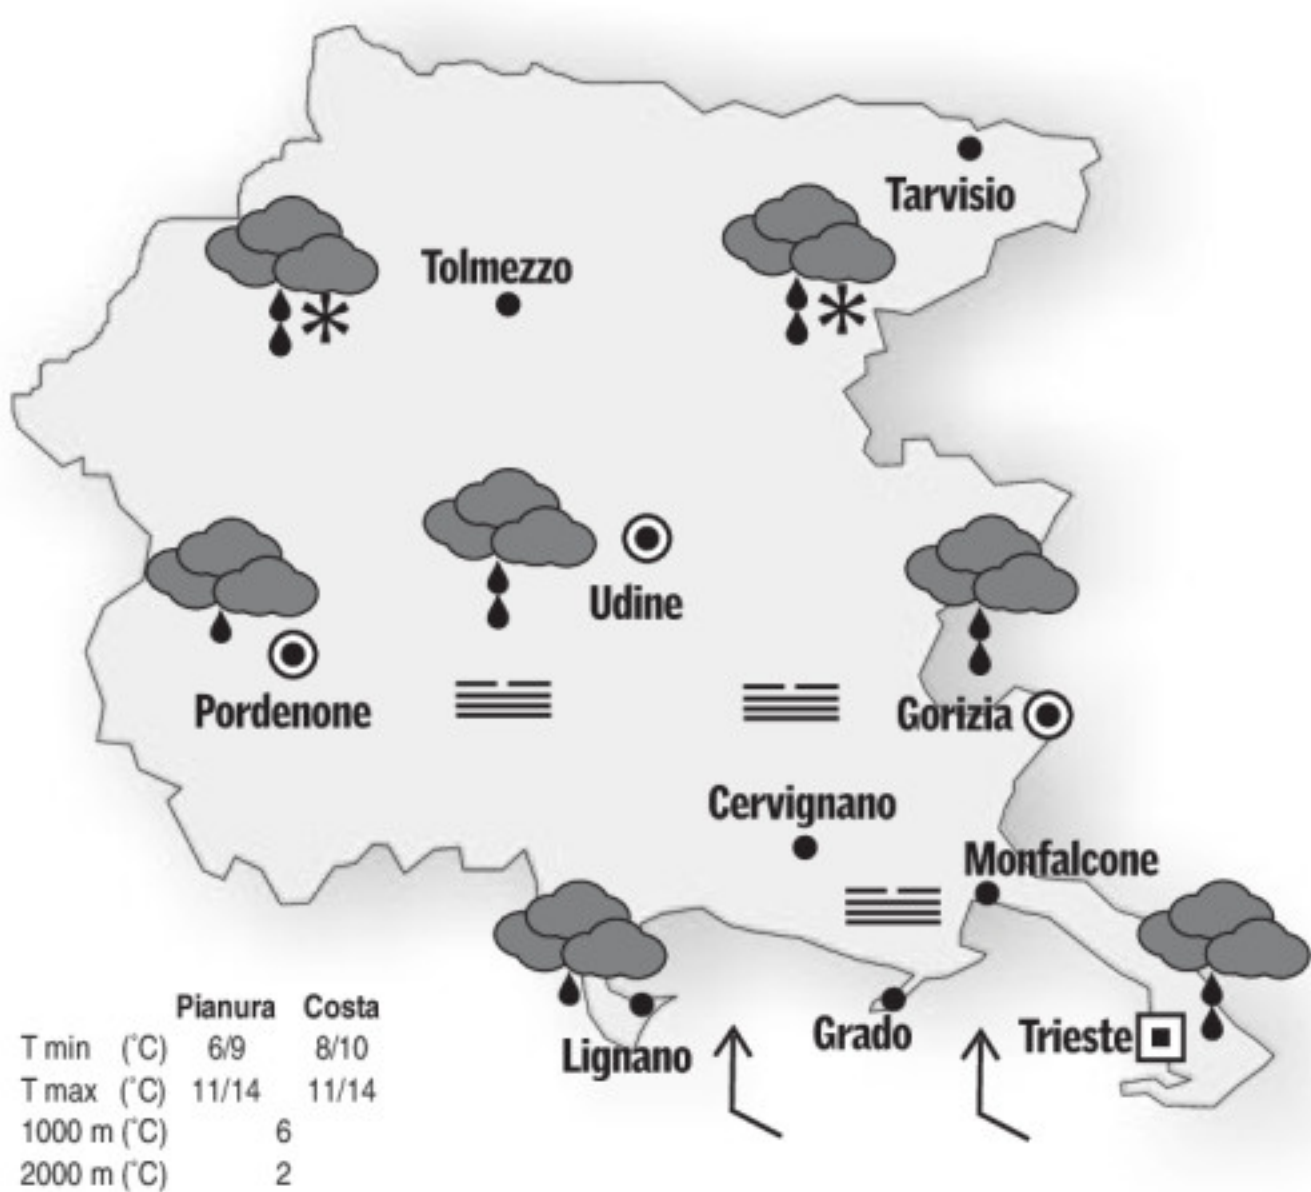 Tarvisio
Tolmezzo
Udine
Pordenone
Gorizia
Cervignano
Monfalcone
Lignano
Grado
Trieste
Pianura Costa
T min (°C) 6/9 8/10
T max (°C) 11/14 11/14
1000 m (°C) 6
2000 m (°C) 2